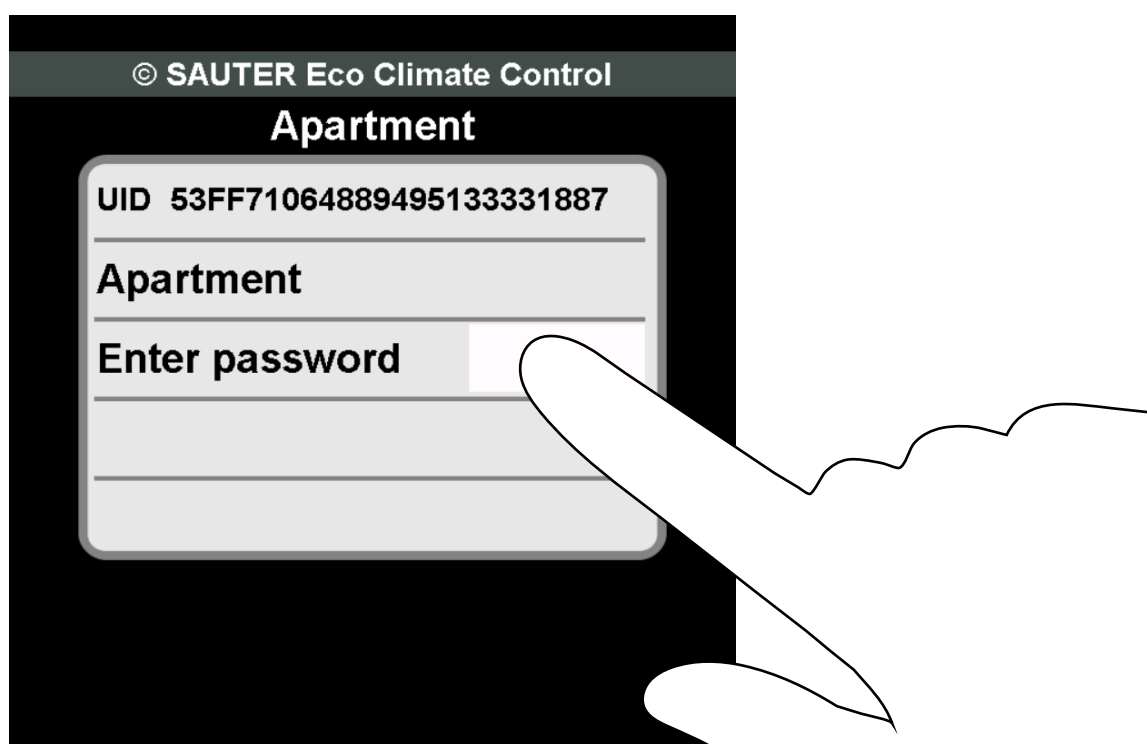 © SAUTER Eco Climate Control
Apartment
UID 53FF71064889495133331887
Apartment
Enter password